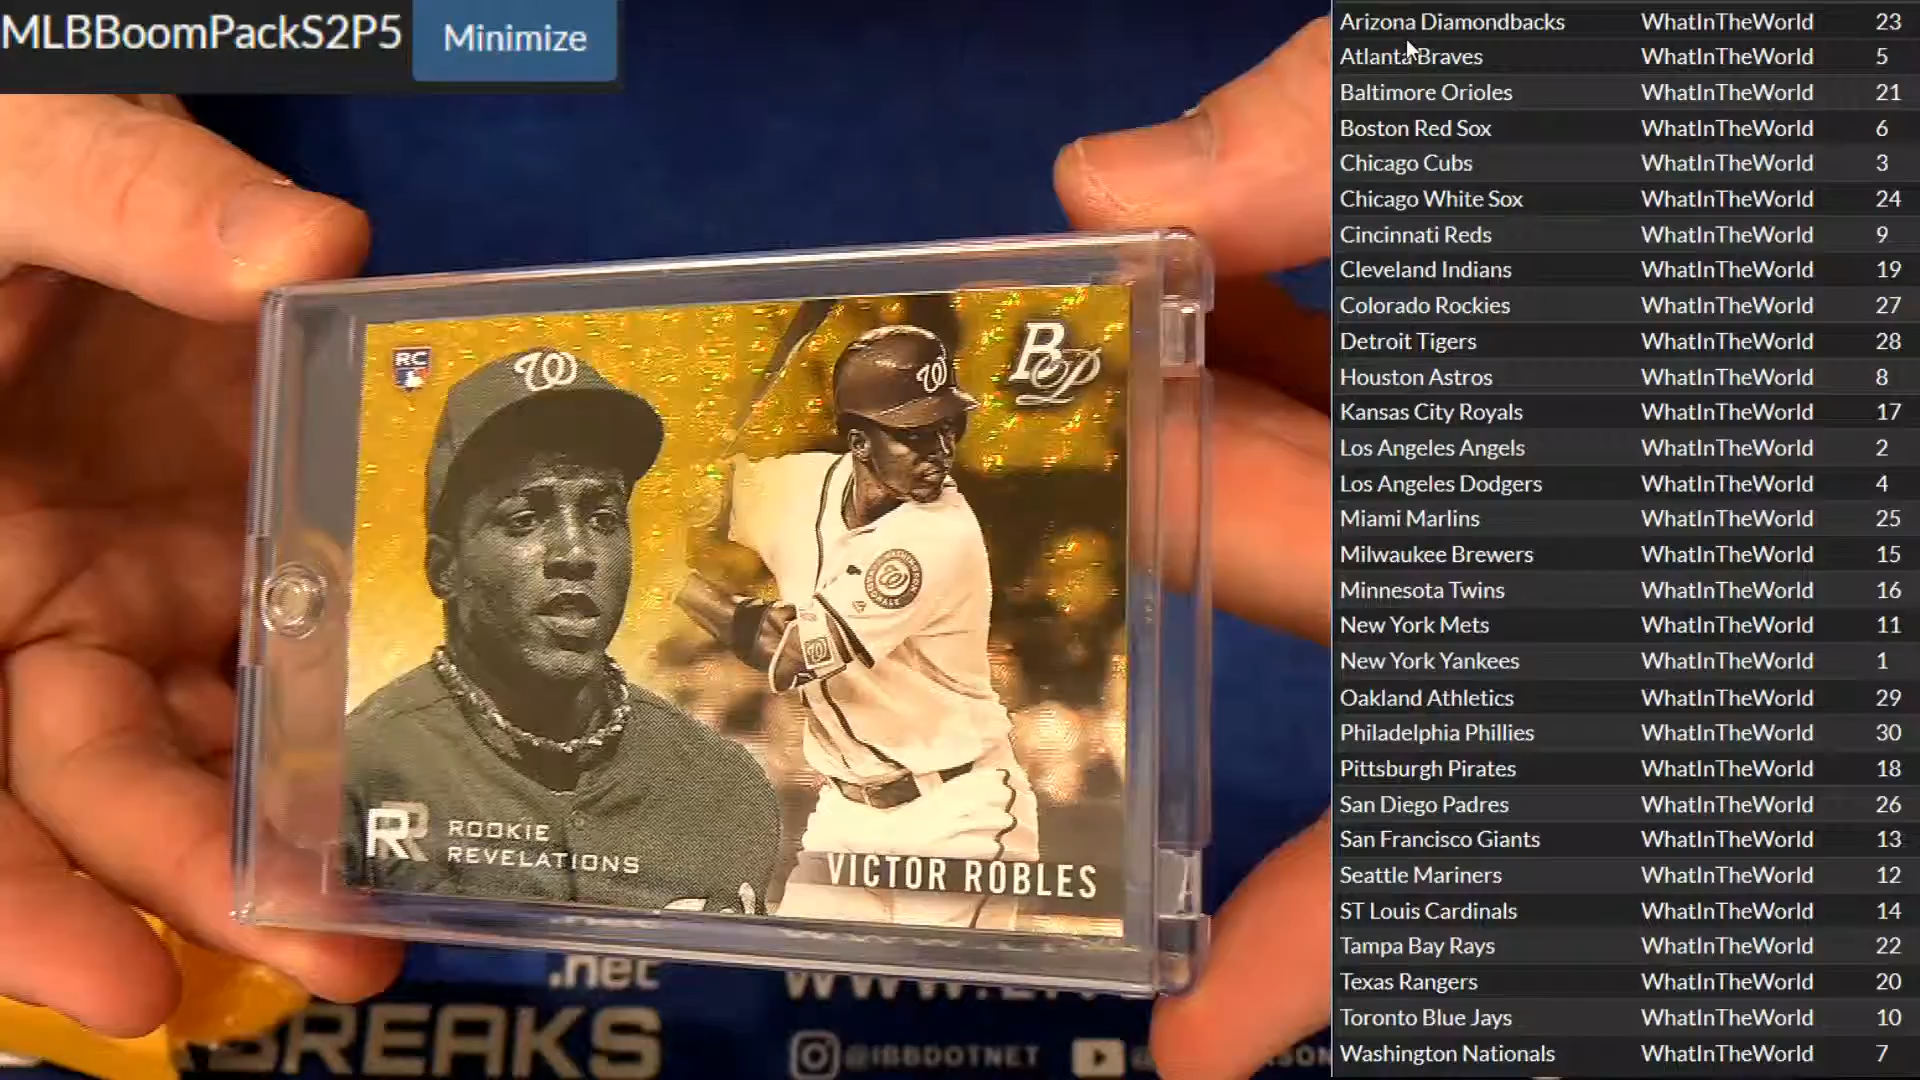 MLBBoomPackS2P5
Minimize
RC
W
W
BP
RR
ROOKIE
REVELATIONS
VICTOR ROBLES
.net
BREAKS
@IBBDOTNET
Arizona Diamondbacks WhatInTheWorld 23
Atlanta Braves WhatInTheWorld 5
Baltimore Orioles WhatInTheWorld 21
Boston Red Sox WhatInTheWorld 6
Chicago Cubs WhatInTheWorld 3
Chicago White Sox WhatInTheWorld 24
Cincinnati Reds WhatInTheWorld 9
Cleveland Indians WhatInTheWorld 19
Colorado Rockies WhatInTheWorld 27
Detroit Tigers WhatInTheWorld 28
Houston Astros WhatInTheWorld 8
Kansas City Royals WhatInTheWorld 17
Los Angeles Angels WhatInTheWorld 2
Los Angeles Dodgers WhatInTheWorld 4
Miami Marlins WhatInTheWorld 25
Milwaukee Brewers WhatInTheWorld 15
Minnesota Twins WhatInTheWorld 16
New York Mets WhatInTheWorld 11
New York Yankees WhatInTheWorld 1
Oakland Athletics WhatInTheWorld 29
Philadelphia Phillies WhatInTheWorld 30
Pittsburgh Pirates WhatInTheWorld 18
San Diego Padres WhatInTheWorld 26
San Francisco Giants WhatInTheWorld 13
Seattle Mariners WhatInTheWorld 12
ST Louis Cardinals WhatInTheWorld 14
Tampa Bay Rays WhatInTheWorld 22
Texas Rangers WhatInTheWorld 20
Toronto Blue Jays WhatInTheWorld 10
Washington Nationals WhatInTheWorld 7